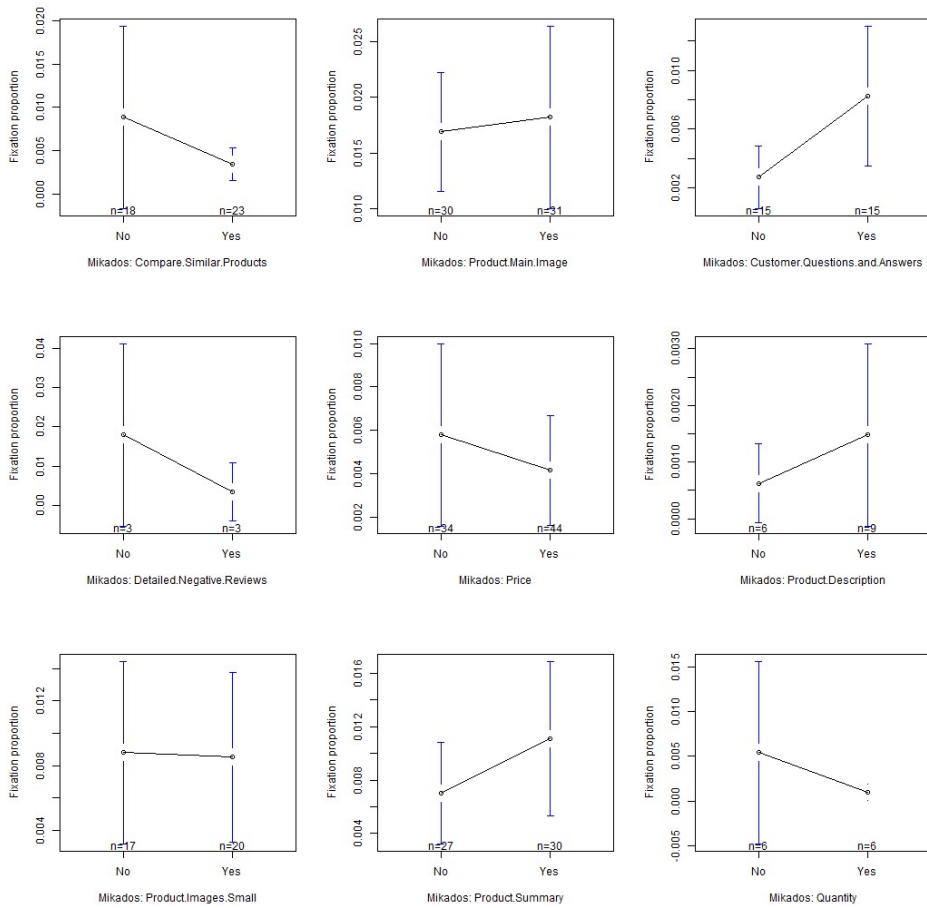 Fixation proportion
0.000 0.005 0.010 0.015 0.020
n=18 n=23
No Yes
Mikados: Compare.Similar.Products
Fixation proportion
0.010 0.015 0.020 0.025
n=30 n=31
No Yes
Mikados: Product.Main.Image
Fixation proportion
0.002 0.006 0.010
n=15 n=15
No Yes
Mikados: Customer.Questions.and.Answers
Fixation proportion
0.00 0.01 0.02 0.03 0.04
n=3 n=3
No Yes
Mikados: Detailed.Negative.Reviews
Fixation proportion
0.002 0.004 0.006 0.008 0.010
n=34 n=44
No Yes
Mikados: Price
Fixation proportion
0.0000 0.0010 0.0020 0.0030
n=6 n=9
No Yes
Mikados: Product.Description
Fixation proportion
0.004 0.008 0.012
n=17 n=20
No Yes
Mikados: Product.Images.Small
Fixation proportion
0.004 0.008 0.012 0.016
n=27 n=30
No Yes
Mikados: Product.Summary
Fixation proportion
-0.005 0.000 0.005 0.010 0.015
n=6 n=6
No Yes
Mikados: Quantity